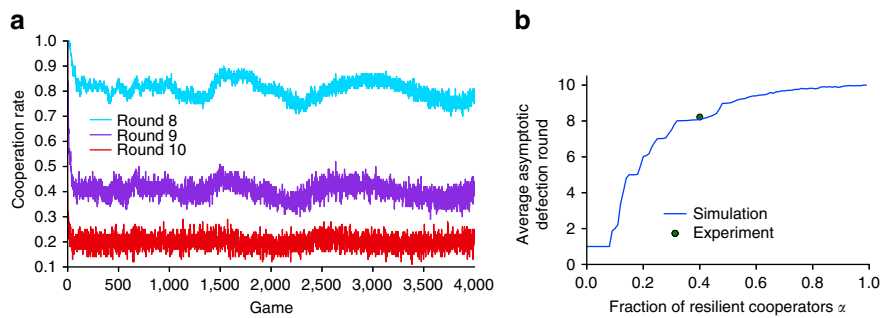 a
1.0
0.9
0.8
0.7
0.6
0.5
0.4
0.3
0.2
0.1
Cooperation rate
Round 8
Round 9
Round 10
0
500
1,000
1,500
2,000
2,500
3,000
3,500
4,000
Game
b
10
8
6
4
2
0
Average asymptotic
defection round
Simulation
Experiment
0.0
0.2
0.4
0.6
0.8
1.0
Fraction of resilient cooperators α